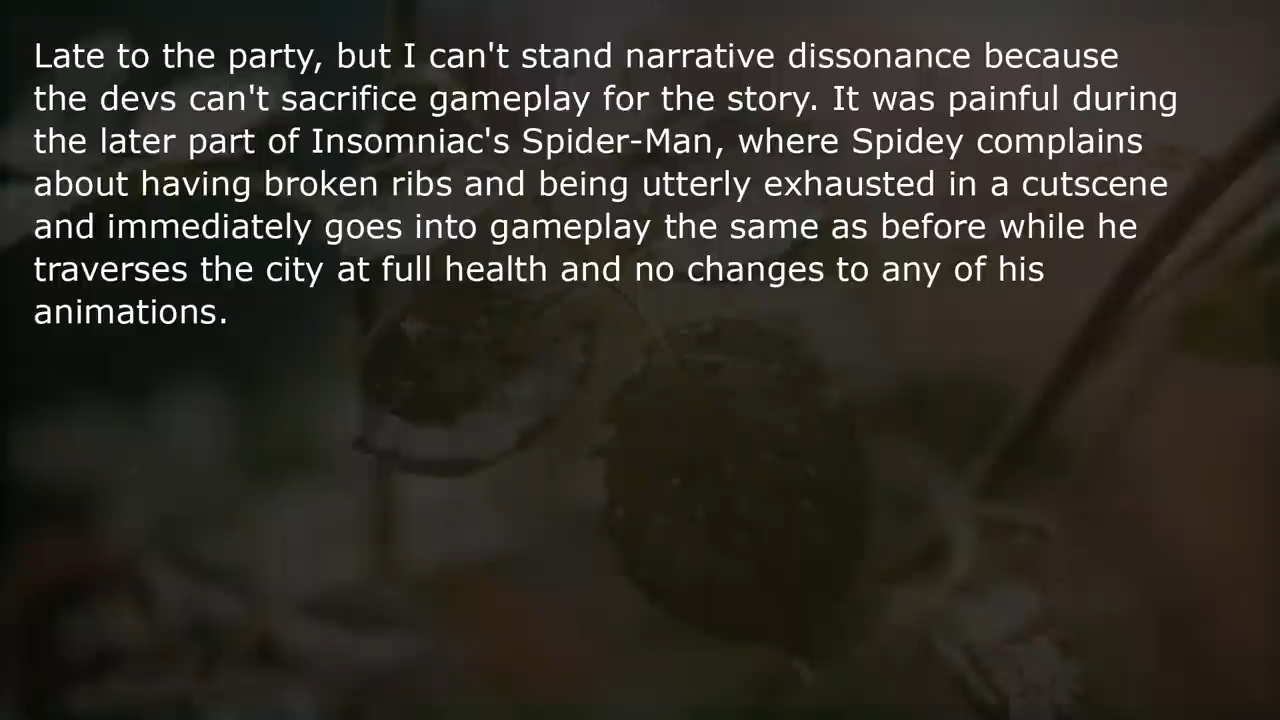 Late to the party, but I can't stand narrative dissonance because
the devs can't sacrifice gameplay for the story. It was painful during
the later part of Insomniac's Spider-Man, where Spidey complains
about having broken ribs and being utterly exhausted in a cutscene
and immediately goes into gameplay the same as before while he
traverses the city at full health and no changes to any of his
animations.